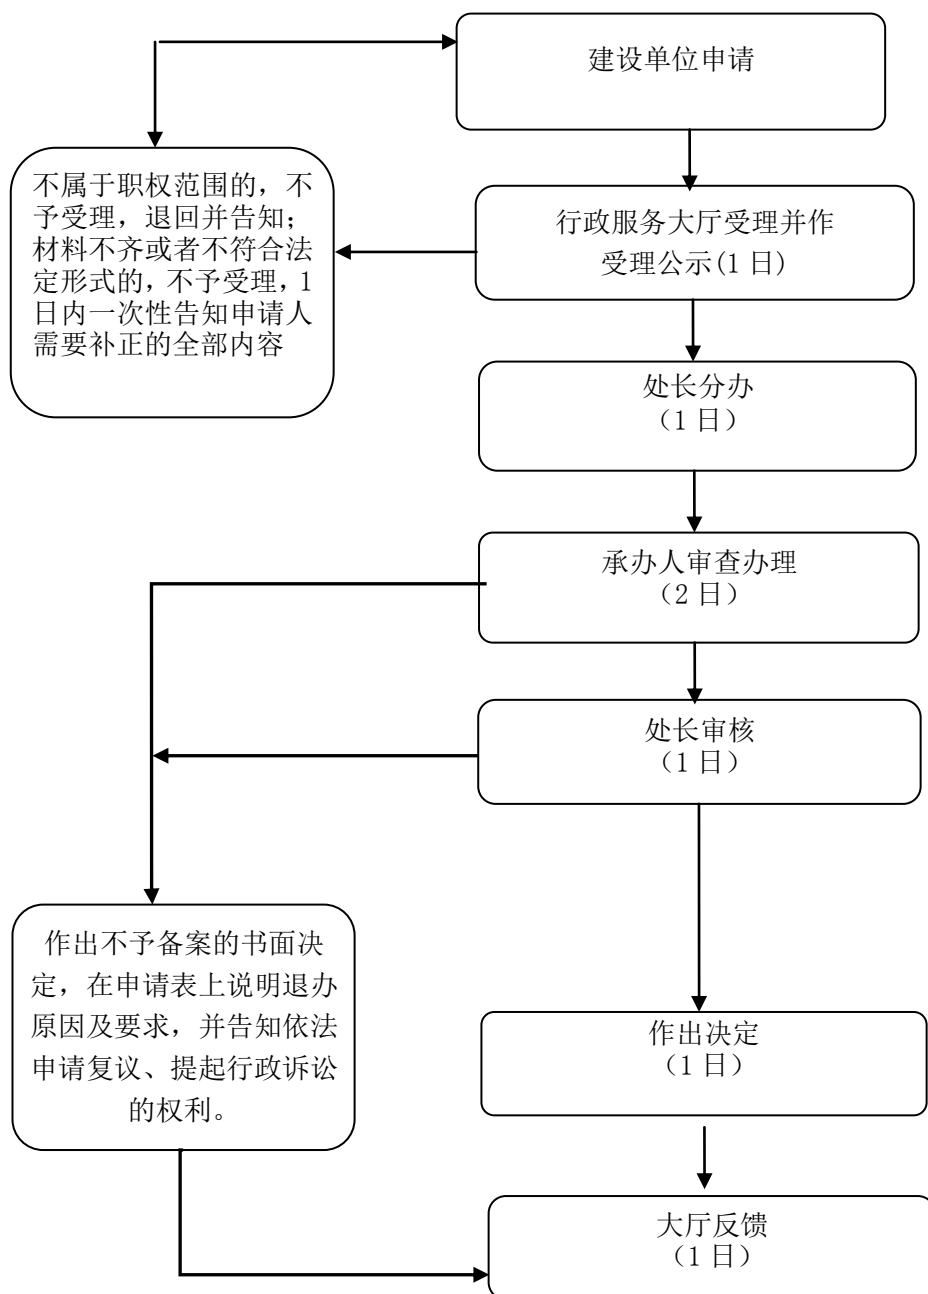 建设单位申请
不属于职权范围的，不
予受理，退回并告知；
材料不齐或者不符合法
定形式的，不予受理，1
日内一次性告知申请人
需要补正的全部内容
行政服务大厅受理并作
受理公示(1日)
处长分办
（1日）
承办人审查办理
（2日）
处长审核
（1日）
作出不予备案的书面决
定，在申请表上说明退办
原因及要求，并告知依法
申请复议、提起行政诉讼
的权利。
作出决定
（1日）
大厅反馈
（1日）